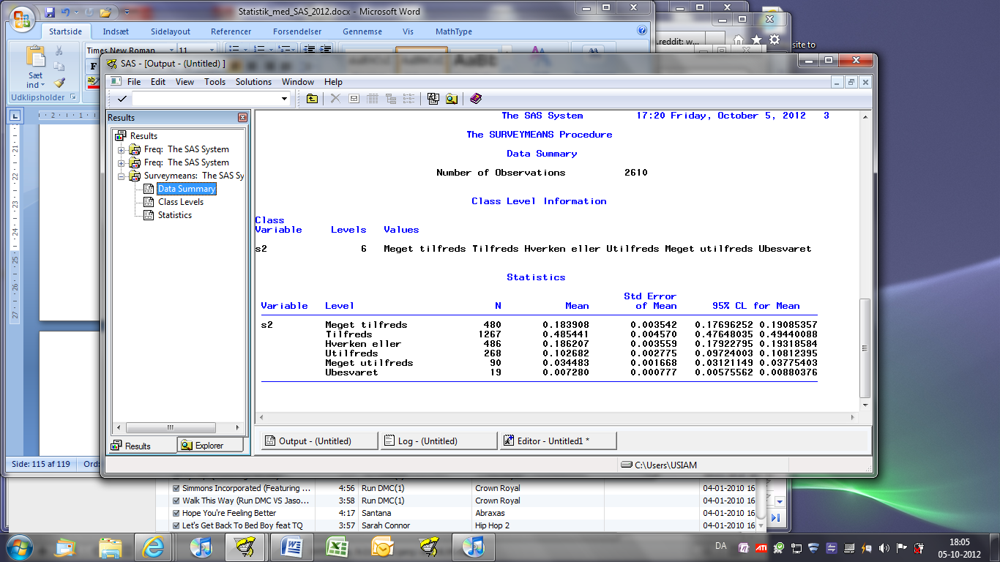 Statistik_med_SAS_2012.docx - Microsoft Word
Startside Indsæt Sidelayout Referencer Forsendelser Gennemse Vis MathType
.reddit: w...
site to
Times New Roman 11
Sæt
ind
F
Udklipsholder
SAS - [Output - (Untitled) ]
File Edit View Tools Solutions Window Help
Results
Results
Freq: The SAS System
Freq: The SAS System
Surveymeans: The SAS Sy
Data Summary
Class Levels
Statistics
Results Explorer
The SAS System 17:20 Friday, October 5, 2012 3
The SURVEYMEANS Procedure
Data Summary
Number of Observations 2610
Class Level Information
Class
Variable Levels Values
s2 6 Meget tilfreds Tilfreds Hverken eller Utilfreds Meget utilfreds Ubesvaret
Statistics
Std Error
Variable Level N Mean of Mean 95% CL for Mean
s2 Meget tilfreds 480 0.183908 0.003542 0.17696252 0.19085357
Tilfreds 1267 0.485441 0.004570 0.47648035 0.49440088
Hverken eller 486 0.186207 0.003559 0.17922795 0.19318584
Utilfreds 268 0.102682 0.002775 0.09724003 0.10812395
Meget utilfreds 90 0.034483 0.001668 0.03121149 0.03775403
Ubesvaret 19 0.007280 0.000777 0.00575562 0.00880376
Output - (Untitled) Log - (Untitled) Editor - Untitled1 *
C:\Users\USIAM
Side: 115 af 119 Ord:
Simmons Incorporated (Featuring ... 4:56 Run DMC(1) Crown Royal 04-01-2010 16
Walk This Way (Run DMC VS Jaso... 3:58 Run DMC(1) Crown Royal 04-01-2010 16
Hope You're Feeling Better 4:17 Santana Abraxas 04-01-2010 16
Let's Get Back To Bed Boy feat TQ 3:57 Sarah Connor Hip Hop 2 04-01-2010 16
DA
ATI
18:05
05-10-2012